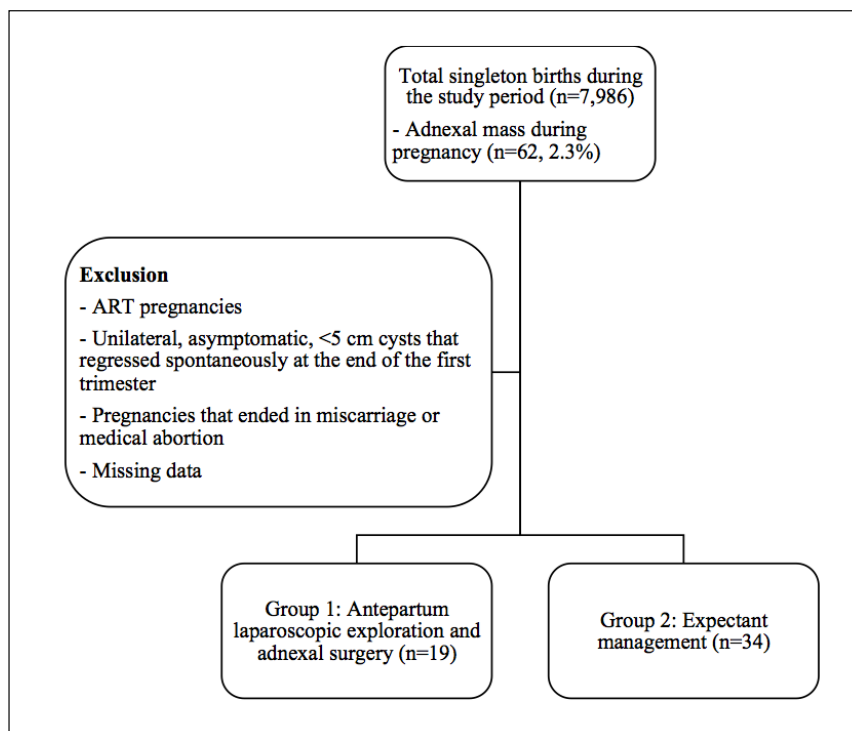 Total singleton births during
the study period (n=7,986)
- Adnexal mass during
pregnancy (n=62, 2.3%)
Exclusion
- ART pregnancies
- Unilateral, asymptomatic, <5 cm cysts that
regressed spontaneously at the end of the first
trimester
- Pregnancies that ended in miscarriage or
medical abortion
- Missing data
Group 1: Antepartum
laparoscopic exploration and
adnexal surgery (n=19)
Group 2: Expectant
management (n=34)